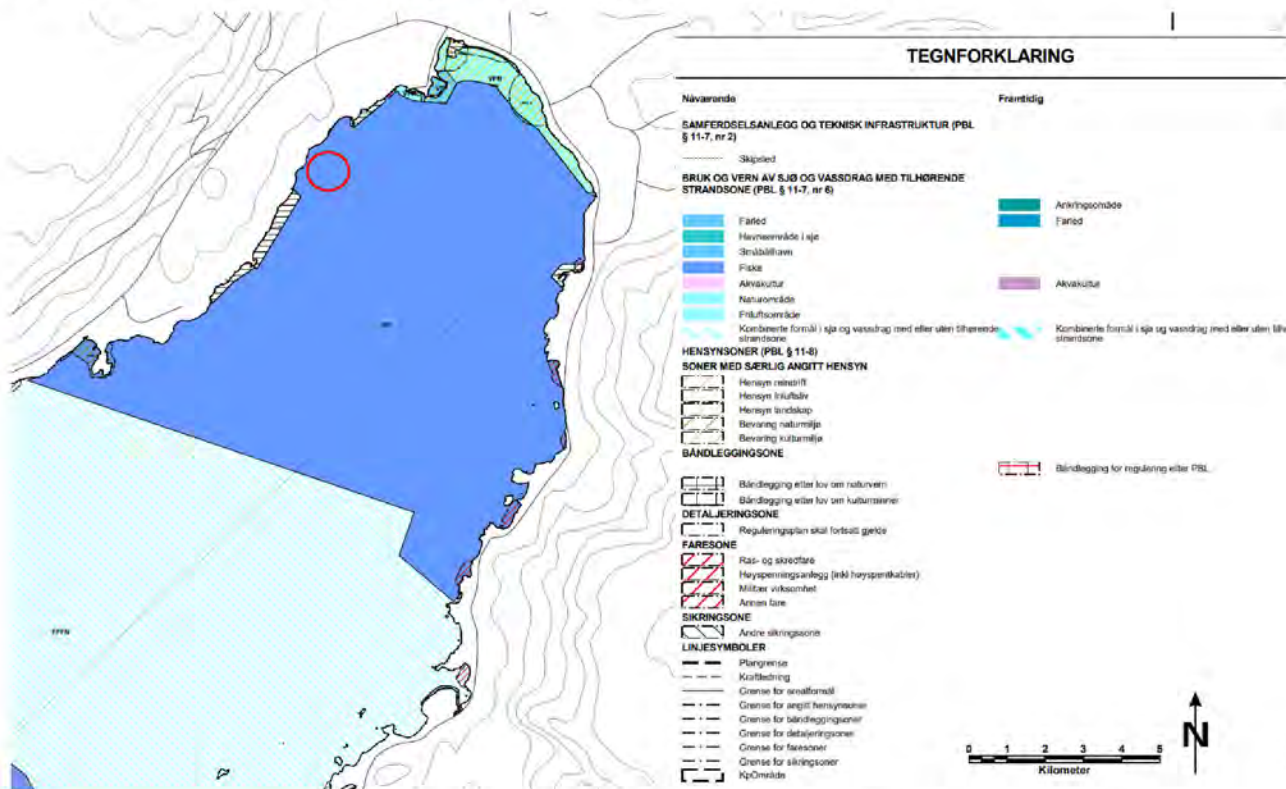 TEGNFORKLARING
Nåværende
Framtidig
SAMFERDSELSANLEGG OG TEKNISK INFRASTRUKTUR (PBL
§ 11-7, nr 2)
Skipsled
BRUK OG VERN AV SJØ OG VASSDRAG MED TILHØRENDE
STRANDSONE (PBL § 11-7, nr 6)
Ankringsområde
Farled
Farled
Havneområde i sjø
Småbåthavn
Fiske
Akvakultur
Akvakultur
Naturområde
Friluftsområde
Kombinerte formål i sjø og vassdrag med eller uten tilhørende
strandsone
Kombinerte formål i sjø og vassdrag med eller uten tilhø
strandsone
HENSYNSONER (PBL § 11-8)
SONER MED SÆRLIG ANGITT HENSYN
Hensyn reindrift
Hensyn friluftsliv
Hensyn landskap
Bevaring naturmiljø
Bevaring kulturmiljø
BÅNDLEGGINGSONE
Båndlegging for regulering etter PBL
Båndlegging etter lov om naturvern
Båndlegging etter lov om kulturminner
DETALJERINGSONE
Reguleringsplan skal fortsatt gjelde
FARESONE
Ras- og skredfare
Høyspenningsanlegg (inkl høyspentkabler)
Militær virksomhet
Annen fare
SIKRINGSONE
Andre sikringssoner
LINJESYMBOLER
Plangrense
Kraftledning
Grense for arealformål
Grense for angitt hensynsoner
Grense for båndleggingsoner
Grense for detaljeringsoner
Grense for faresoner
Grense for sikringsoner
KpOmråde
0 1 2 3 4 5
Kilometer
N